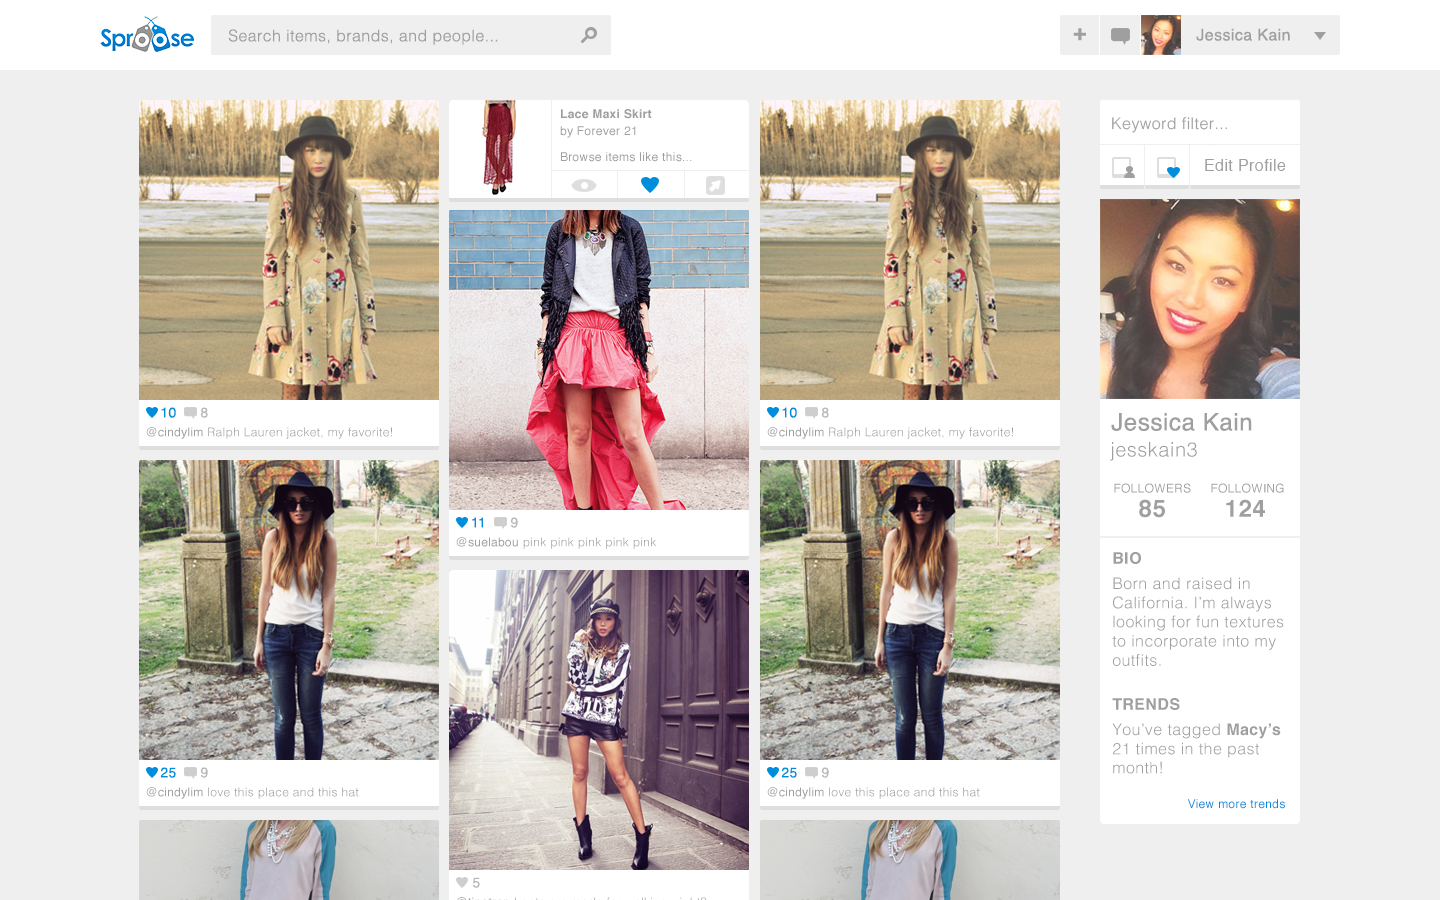 Sproose
Search items, brands, and people...
Jessica Kain
Lace Maxi Skirt
by Forever 21
Browse items like this...
10 8
@cindylim Ralph Lauren jacket, my favorite!
11 9
@suelabou pink pink pink pink pink
10 8
@cindylim Ralph Lauren jacket, my favorite!
25 9
@cindylim love this place and this hat
5
25 9
@cindylim love this place and this hat
Keyword filter...
Edit Profile
Jessica Kain
jesskain3
FOLLOWERS FOLLOWING
85 124
BIO
Born and raised in
California. I'm always
looking for fun textures
to incorporate into my
outfits.
TRENDS
You've tagged Macy's
21 times in the past
month!
View more trends